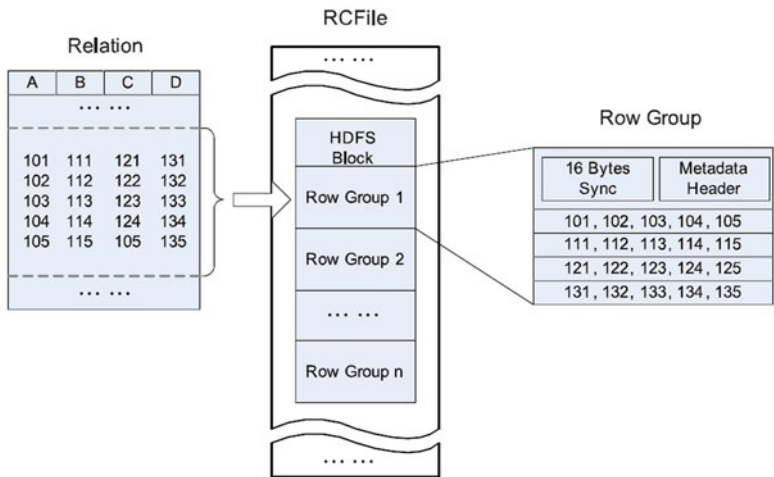 Relation
A B C D
... ...
101 111 121 131
102 112 122 132
103 113 123 133
104 114 124 134
105 115 105 135
... ...
RCFile
... ...
HDFS
Block
Row Group 1
Row Group 2
... ...
Row Group n
... ...
Row Group
16 Bytes
Sync
Metadata
Header
101, 102, 103, 104, 105
111, 112, 113, 114, 115
121, 122, 123, 124, 125
131, 132, 133, 134, 135